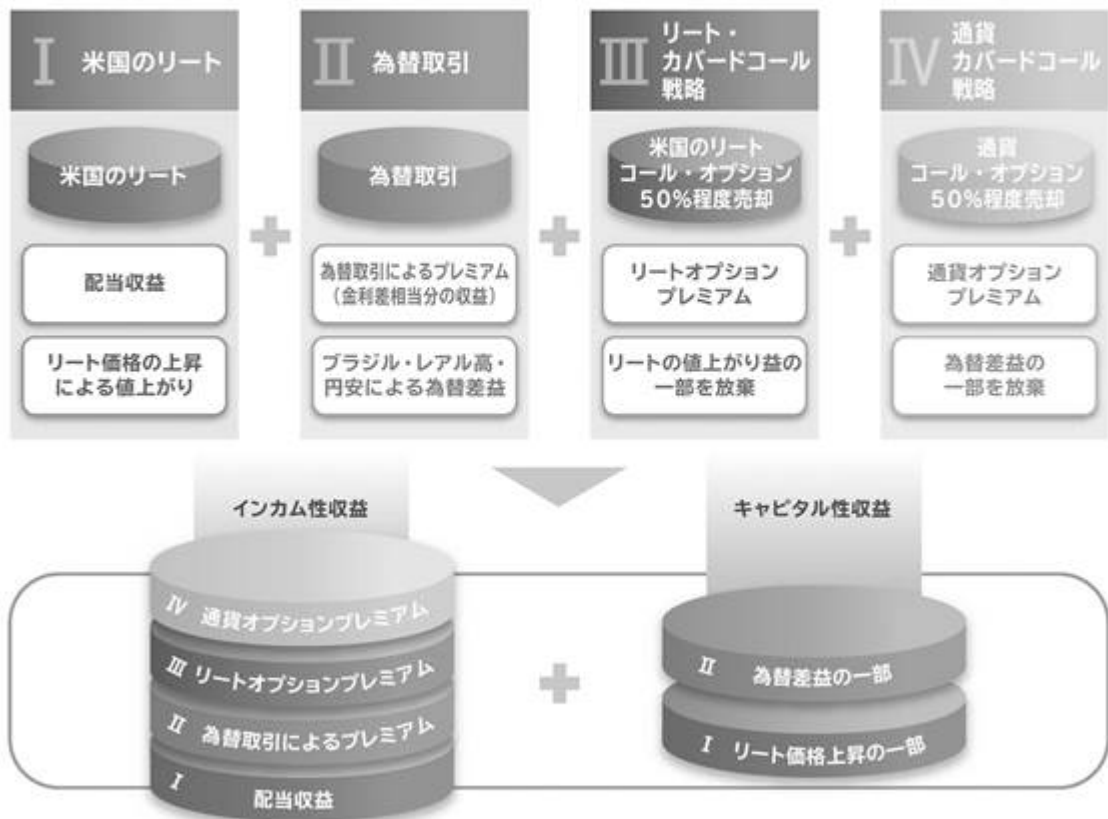 I 米国のリート
II 為替取引
III リート・
カバードコール
戦略
IV 通貨
カバードコール
戦略
米国のリート
配当収益
リート価格の上昇
による値上がり
為替取引
為替取引によるプレミアム
（金利差相当分の収益）
ブラジル・レアル高・
円安による為替差益
米国のリート
コール・オプション
50％程度売却
リートオプション
プレミアム
リートの値上がり益の
一部を放棄
通貨
コール・オプション
50％程度売却
通貨オプション
プレミアム
為替差益の
一部を放棄
インカム性収益
IV 通貨オプションプレミアム
III リートオプションプレミアム
II 為替取引によるプレミアム
I 配当収益
キャピタル性収益
II 為替差益の一部
I リート価格上昇の一部